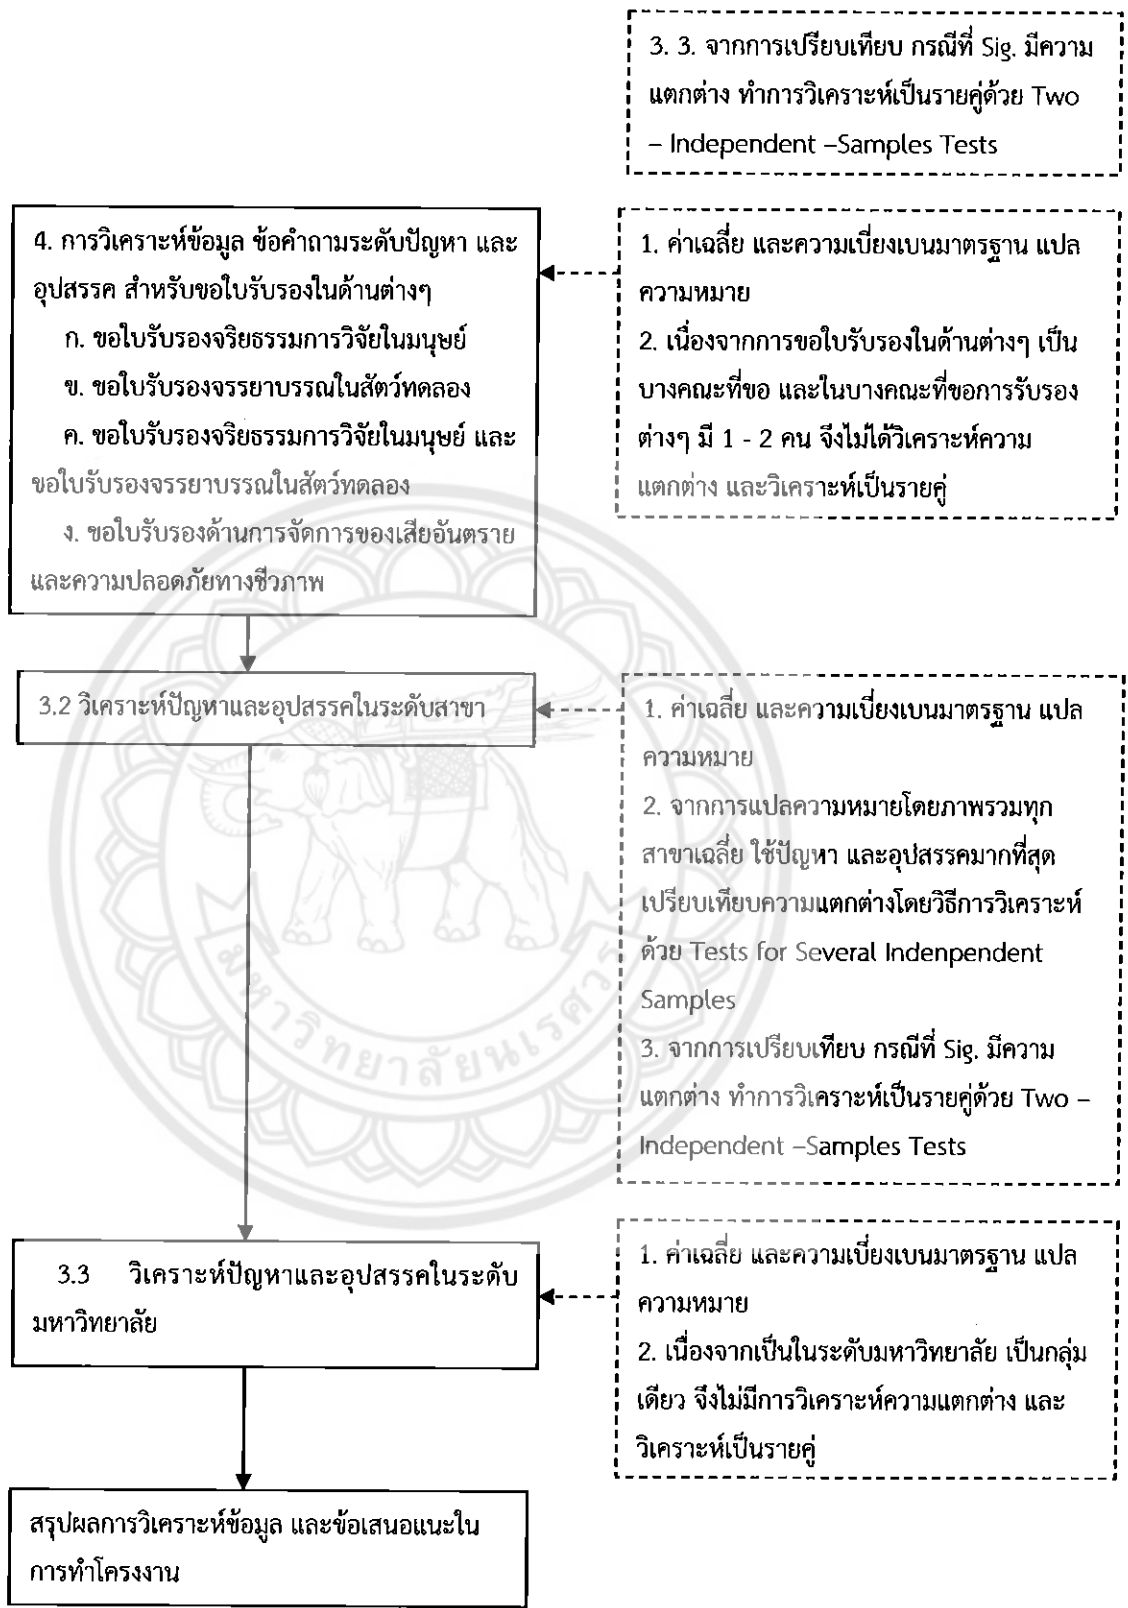 3. 3. จากการเปรียบเทียบ กรณีที่ Sig. มีความ
แตกต่าง ทำการวิเคราะห์เป็นรายคู่ด้วย Two
– Independent –Samples Tests
4. การวิเคราะห์ข้อมูล ข้อคำถามระดับปัญหา และ
อุปสรรค สำหรับขอใบรับรองในด้านต่างๆ
ก. ขอใบรับรองจริยธรรมการวิจัยในมนุษย์
ข. ขอใบรับรองจรรยาบรรณในสัตว์ทดลอง
ค. ขอใบรับรองจริยธรรมการวิจัยในมนุษย์ และ
ขอใบรับรองจรรยาบรรณในสัตว์ทดลอง
ง. ขอใบรับรองด้านการจัดการของเสียอันตราย
และความปลอดภัยทางชีวภาพ
1. ค่าเฉลี่ย และความเบี่ยงเบนมาตรฐาน แปล
ความหมาย
2. เนื่องจากการขอใบรับรองในด้านต่างๆ เป็น
บางคณะที่ขอ และในบางคณะที่ขอการรับรอง
ต่างๆ มี 1 - 2 คน จึงไม่ได้วิเคราะห์ความ
แตกต่าง และวิเคราะห์เป็นรายคู่
3.2 วิเคราะห์ปัญหาและอุปสรรคในระดับสาขา
1. ค่าเฉลี่ย และความเบี่ยงเบนมาตรฐาน แปล
ความหมาย
2. จากการแปลความหมายโดยภาพรวมทุก
สาขาเฉลี่ย ใช้ปัญหา และอุปสรรคมากที่สุด
เปรียบเทียบความแตกต่างโดยวิธีการวิเคราะห์
ด้วย Tests for Several Indenpendent
Samples
3. จากการเปรียบเทียบ กรณีที่ Sig. มีความ
แตกต่าง ทำการวิเคราะห์เป็นรายคู่ด้วย Two –
Independent –Samples Tests
มหาวิทยาลัยนเรศวร
3.3 วิเคราะห์ปัญหาและอุปสรรคในระดับ
มหาวิทยาลัย
1. ค่าเฉลี่ย และความเบี่ยงเบนมาตรฐาน แปล
ความหมาย
2. เนื่องจากเป็นในระดับมหาวิทยาลัย เป็นกลุ่ม
เดียว จึงไม่มีการวิเคราะห์ความแตกต่าง และ
วิเคราะห์เป็นรายคู่
สรุปผลการวิเคราะห์ข้อมูล และข้อเสนอแนะใน
การทำโครงงาน